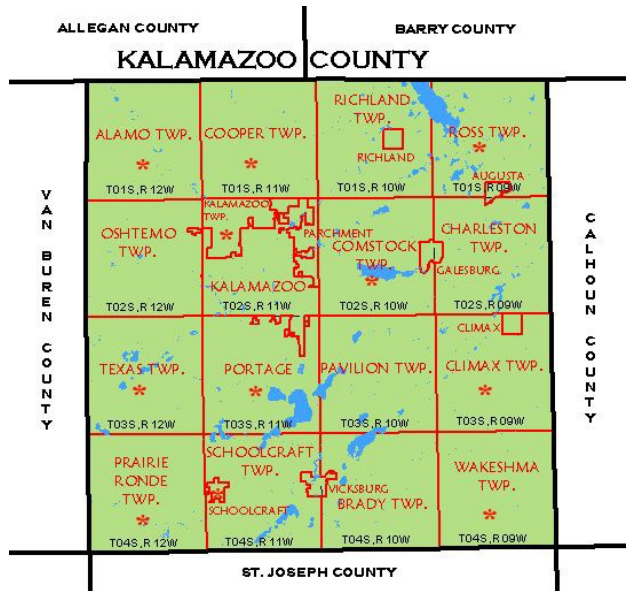 ALLEGAN COUNTY
BARRY COUNTY
KALAMAZOO COUNTY
VAN BUREN COUNTY
CALHOUN COUNTY
ALAMO TWP.
T01S,R 12W
COOPER TWP.
T01S,R 11W
RICHLAND
TWP.
RICHLAND
T01S,R 10W
ROSS TWP.
AUGUSTA
T01S,R 09W
OSHTEMO
TWP.
T02S,R 12W
KALAMAZOO
TWP.
PARCHMENT
KALAMAZOO
T02S,R 11W
COMSTOCK
TWP.
T02S,R 10W
CHARLESTON
TWP.
GALESBURG
T02S,R 09W
TEXAS TWP.
T03S,R 12W
PORTAGE
T03S,R 11W
PAVILION TWP.
T03S,R 10W
CLIMAX
CLIMAX TWP.
T03S,R 09W
PRAIRIE
RONDE
TWP.
T04S,R 12W
SCHOOLCRAFT
TWP.
SCHOOLCRAFT
T04S,R 11W
VICKSBURG
BRADY TWP.
T04S,R 10W
WAKESHMA
TWP.
T04S,R 09W
ST. JOSEPH COUNTY